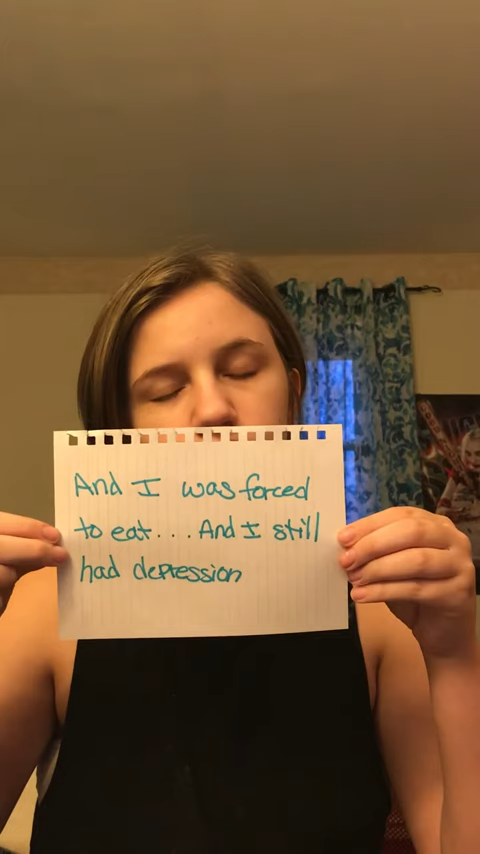 And I was forced
to eat... And I still
had depression